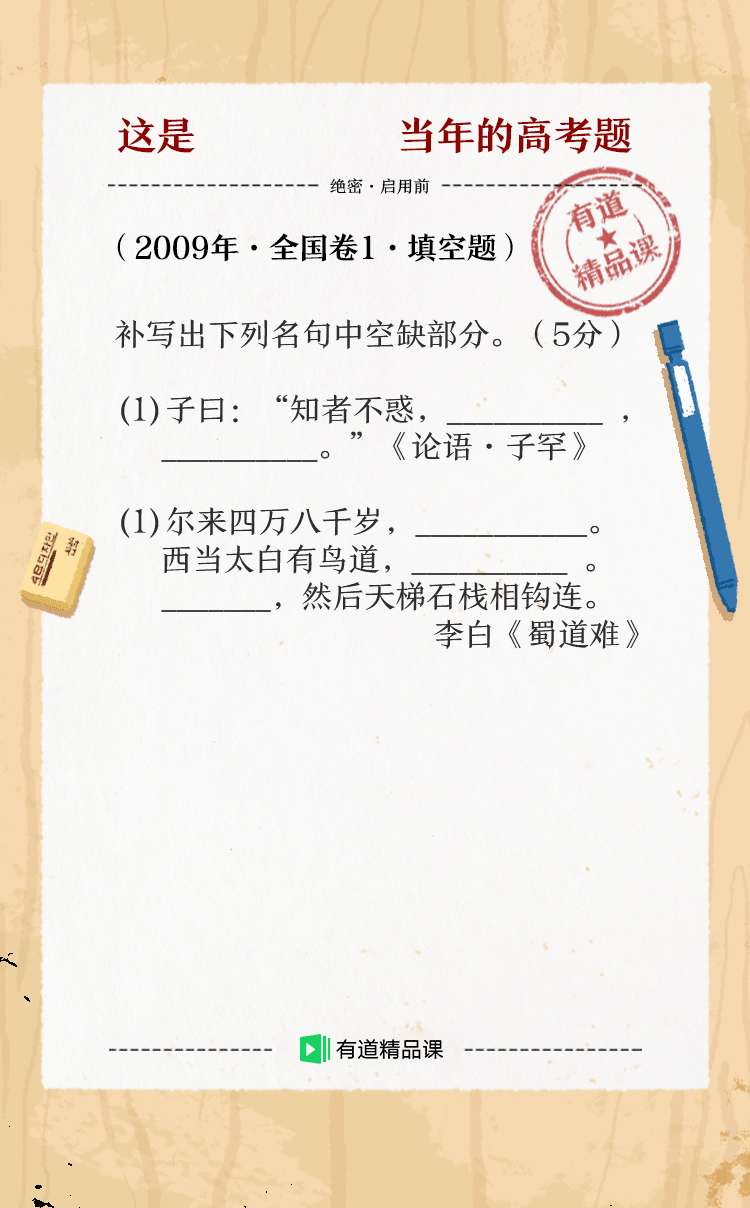 这是 当年的高考题
绝密·启用前
有道
精品课
（2009年·全国卷1·填空题）
补写出下列名句中空缺部分。（5分）
(1)子曰：“知者不惑，__________，
__________。”《论语·子罕》
(1)尔来四万八千岁，___________。
西当太白有鸟道，__________。
_______，然后天梯石栈相钩连。
李白《蜀道难》
有道精品课